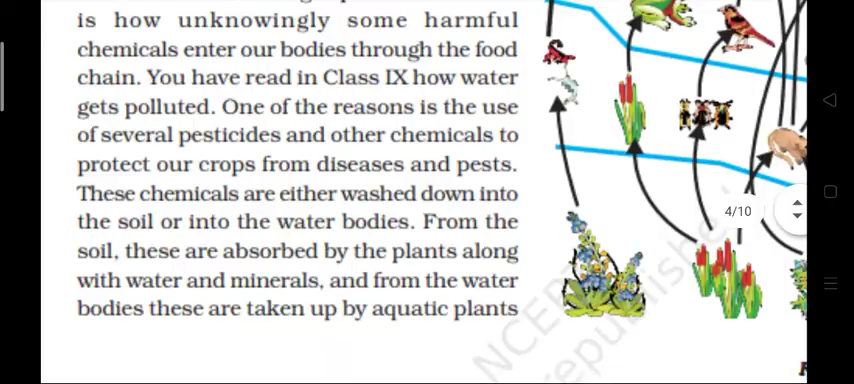 is how unknowingly some harmful
chemicals enter our bodies through the food
chain. You have read in Class IX how water
gets polluted. One of the reasons is the use
of several pesticides and other chemicals to
protect our crops from diseases and pests.
These chemicals are either washed down into
the soil or into the water bodies. From the
soil, these are absorbed by the plants along
with water and minerals, and from the water
bodies these are taken up by aquatic plants
4/10
NCER
republished